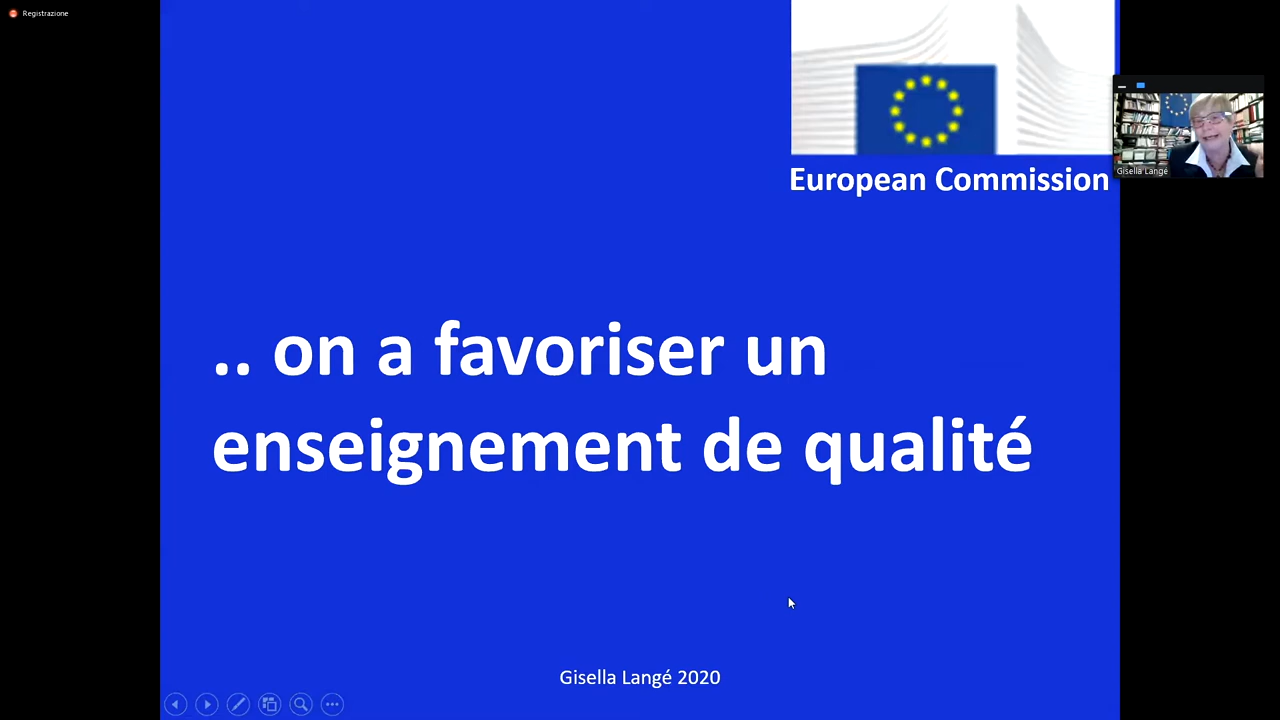 Registrazione
European Commission
Gisella Langé
.. on a favoriser un
enseignement de qualité
Gisella Langé 2020